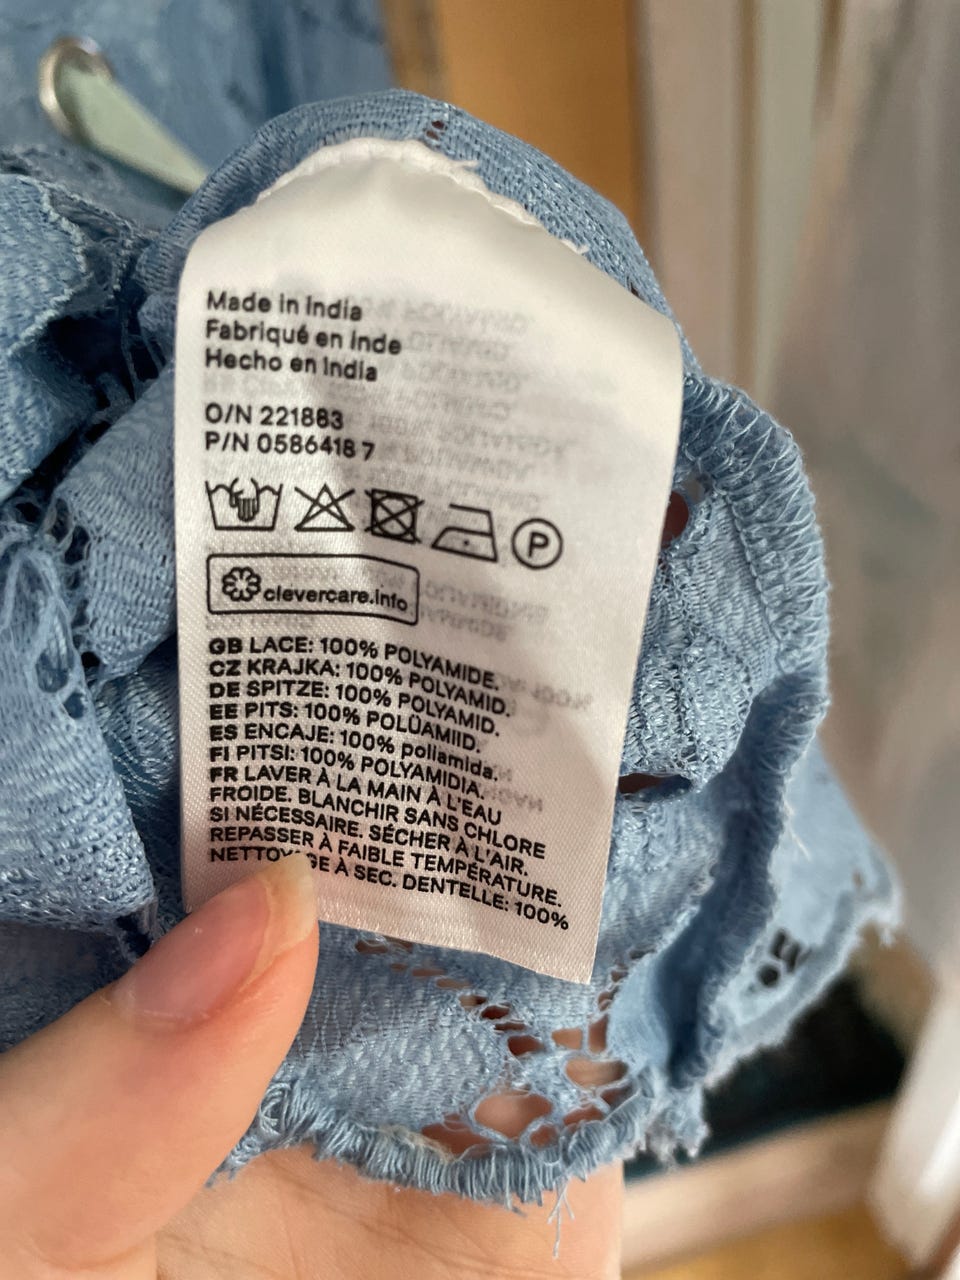 Made in India
Fabriqué en Inde
Hecho en India
O/N 221883
P/N 0586418 7
P
clevercare.info
GB LACE: 100% POLYAMIDE.
CZ KRAJKA: 100% POLYAMID.
DE SPITZE: 100% POLYAMID.
EE PITS: 100% POLÜAMIID.
ES ENCAJE: 100% poliamida.
FI PITSI: 100% POLYAMIDIA.
FR LAVER À LA MAIN À L'EAU
FROIDE. BLANCHIR SANS CHLORE
SI NÉCESSAIRE. SÉCHER À L'AIR.
REPASSER À FAIBLE TEMPÉRATURE.
À SEC. DENTELLE: 100%